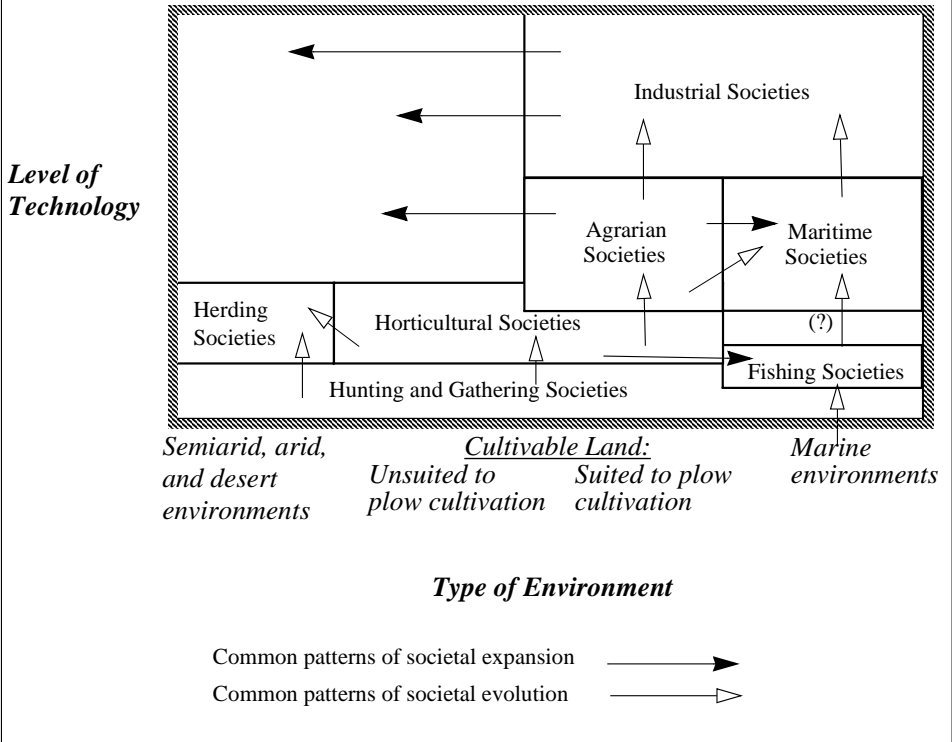 Industrial Societies
Level of
Technology
Agrarian
Societies
Maritime
Societies
Herding
Societies
Horticultural Societies
(?)
Fishing Societies
Hunting and Gathering Societies
Semiarid, arid,
and desert
environments
Cultivable Land:
Unsuited to
plow cultivation
Suited to plow
cultivation
Marine
environments
Type of Environment
Common patterns of societal expansion
Common patterns of societal evolution